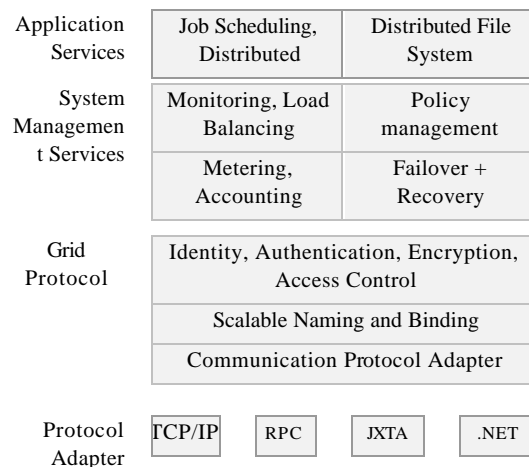 Application
Services
Job Scheduling,
Distributed
Distributed File
System
System
Managemen
t Services
Monitoring, Load
Balancing
Policy
management
Metering,
Accounting
Failover +
Recovery
Grid
Protocol
Identity, Authentication, Encryption,
Access Control
Scalable Naming and Binding
Communication Protocol Adapter
Protocol
Adapter
TCP/IP
RPC
JXTA
.NET